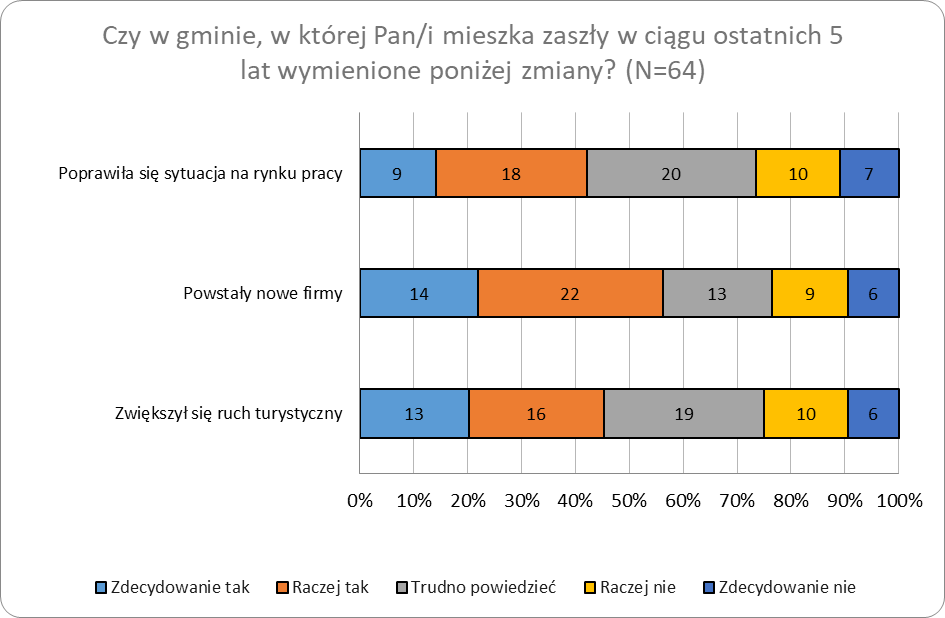 Czy w gminie, w której Pan/i mieszka zaszły w ciągu ostatnich 5
lat wymienione poniżej zmiany? (N=64)
Poprawiła się sytuacja na rynku pracy
9 18 20 10 7
Powstały nowe firmy
14 22 13 9 6
Zwiększył się ruch turystyczny
13 16 19 10 6
0% 10% 20% 30% 40% 50% 60% 70% 80% 90% 100%
Zdecydowanie tak Raczej tak Trudno powiedzieć Raczej nie Zdecydowanie nie